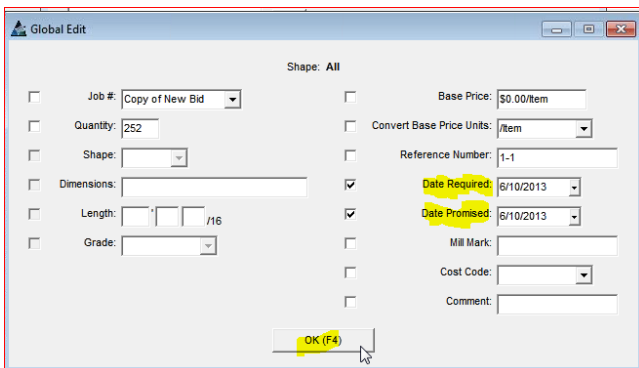 Global Edit
Shape: All
Job #: Copy of New Bid
Base Price: $0.00/Item
Quantity: 252
Convert Base Price Units: /Item
Shape:
Reference Number: 1-1
Dimensions:
Date Required: 6/10/2013
Length: ' /16
Date Promised: 6/10/2013
Grade:
Mill Mark:
Cost Code:
Comment:
OK (F4)